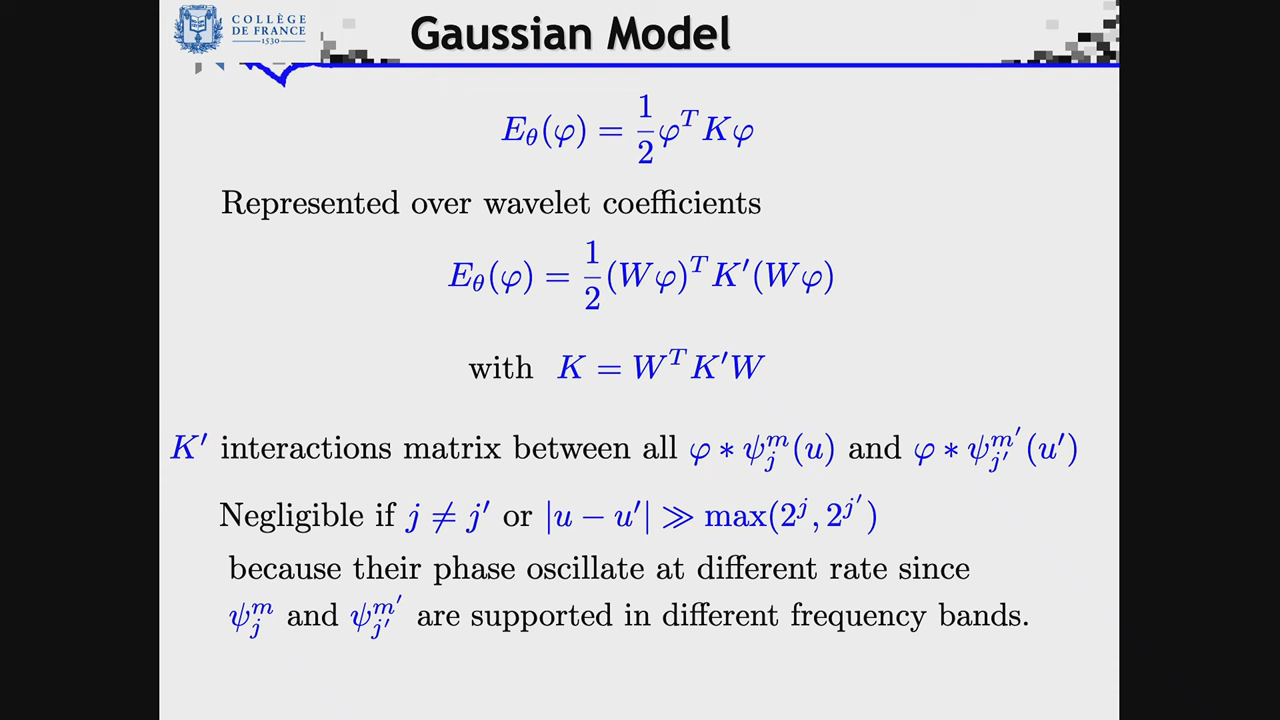 COLLÈGE
DE FRANCE
1530
Gaussian Model
E_θ(φ) = 1/2 φ^T K φ
Represented over wavelet coefficients
E_θ(φ) = 1/2 (Wφ)^T K′(Wφ)
with K = W^T K′W
K′ interactions matrix between all φ ∗ ψ_j^m(u) and φ ∗ ψ_{j′}^{m′}(u′)
Negligible if j ≠ j′ or |u − u′| ≫ max(2^j, 2^{j′})
because their phase oscillate at different rate since
ψ_j^m and ψ_{j′}^{m′} are supported in different frequency bands.